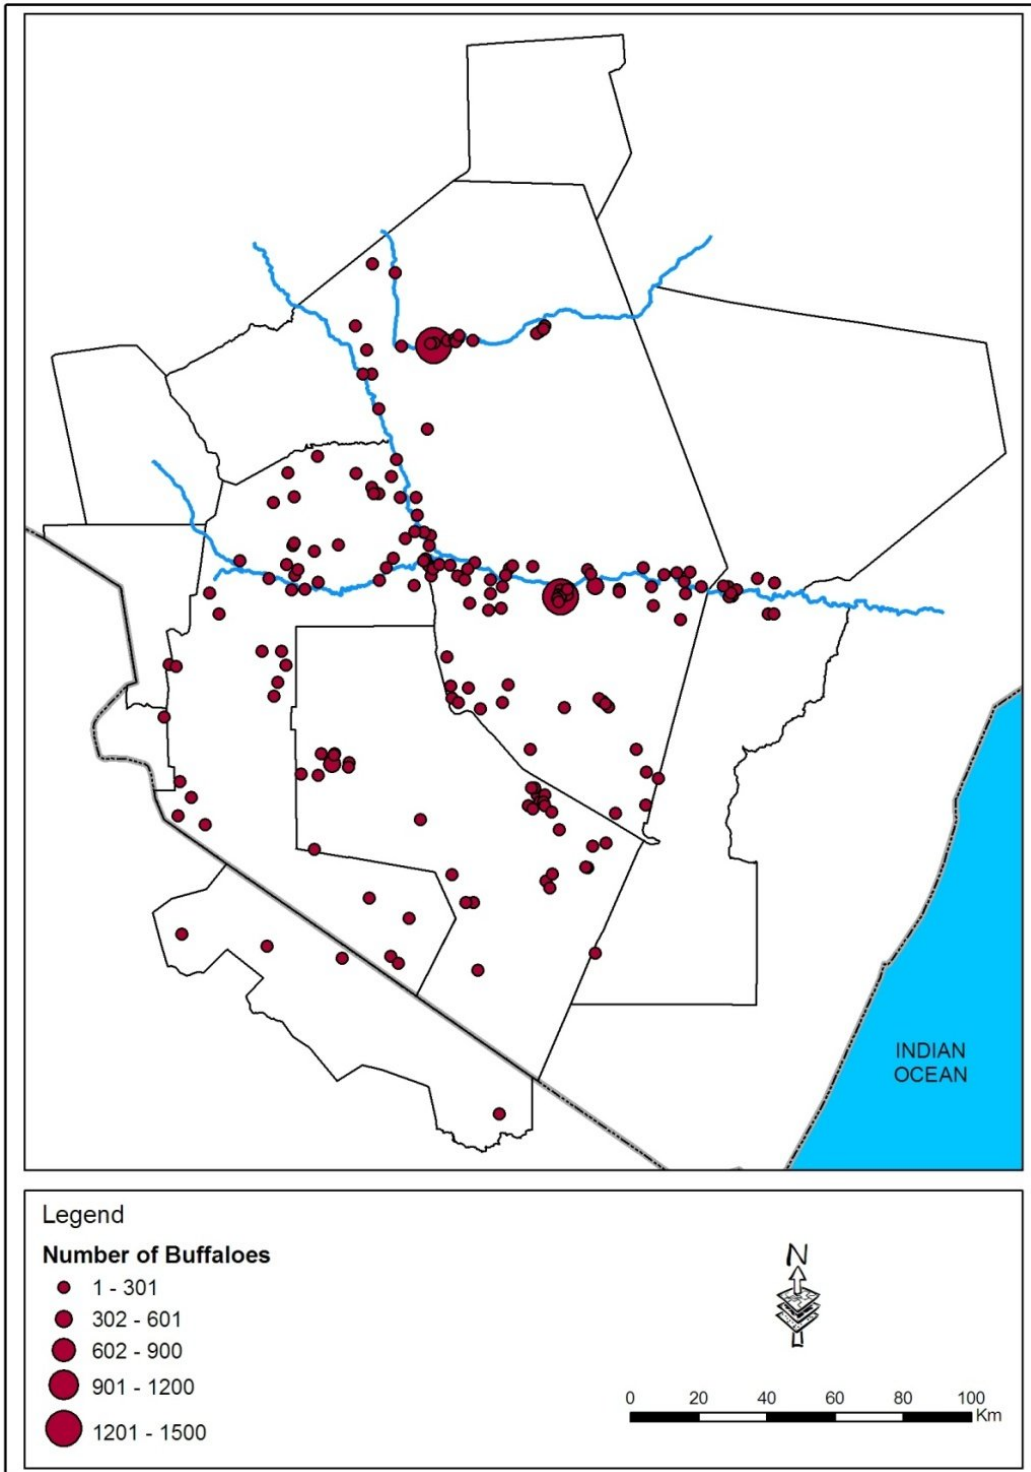 INDIAN
OCEAN
Legend
Number of Buffaloes
1 - 301
302 - 601
602 - 900
901 - 1200
1201 - 1500
N
0 20 40 60 80 100
Km